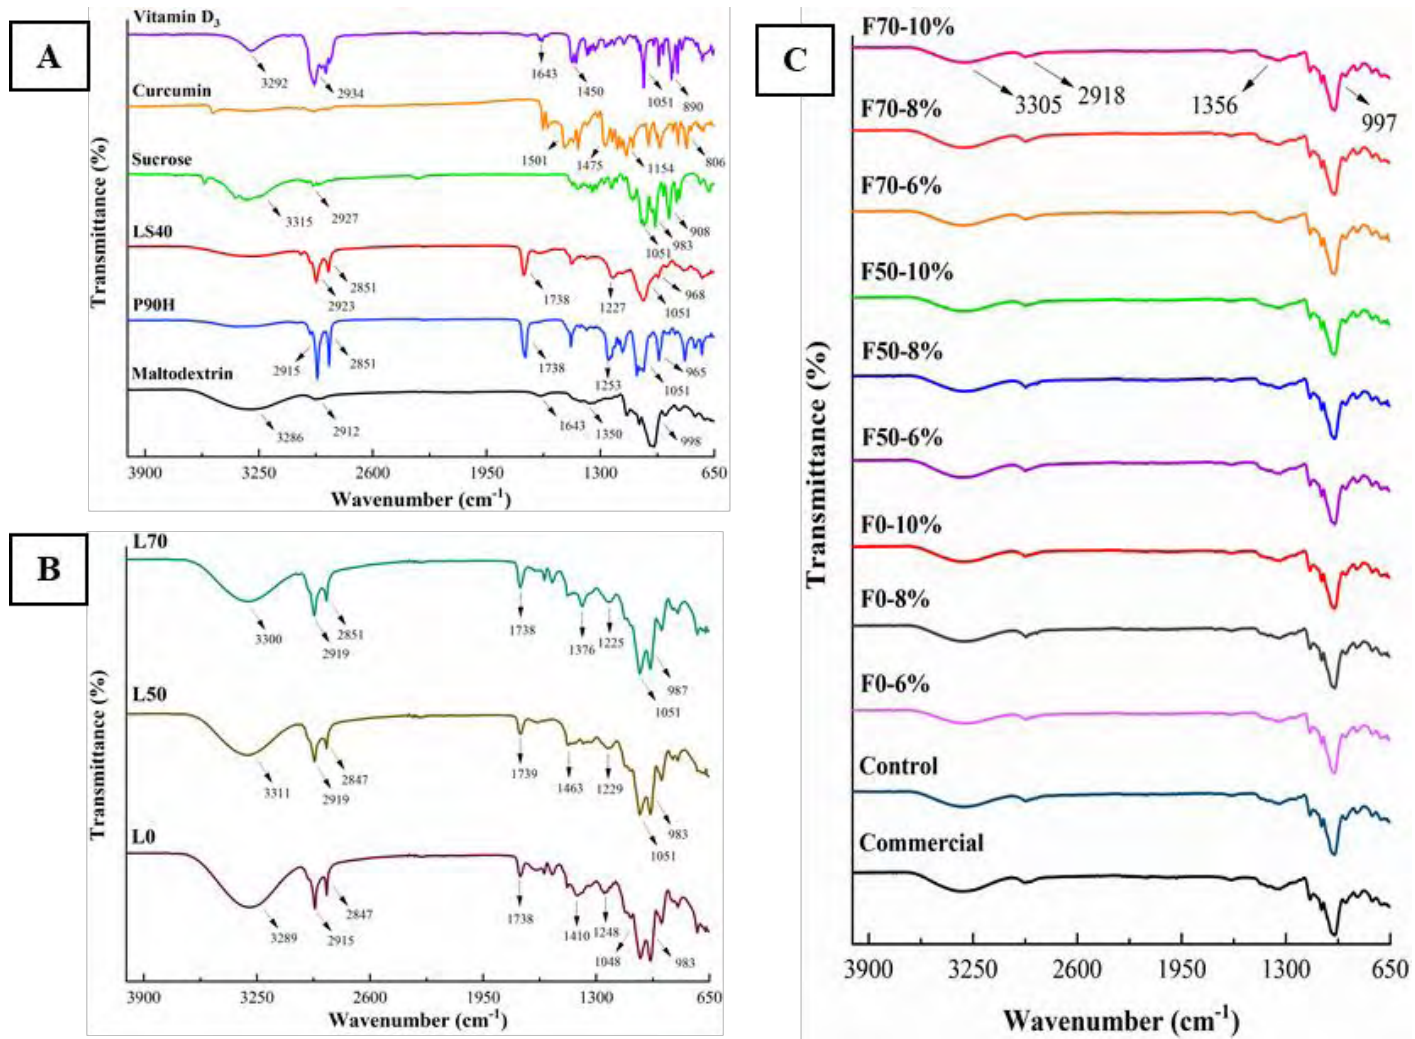 A
Transmittance (%)
Vitamin D3
3292
2934
1643
1450
1051
890
Curcumin
1501
1475
1154
806
Sucrose
3315
2927
1051
983
908
LS40
2923
2851
1738
1227
1051
968
P90H
2915
2851
1738
1253
1051
965
Maltodextrin
3286
2912
1643
1350
998
3900 3250 2600 1950 1300 650
Wavenumber (cm-1)
B
Transmittance (%)
L70
3300
2919
2851
1738
1376
1225
1051
987
L50
3311
2919
2847
1739
1463
1229
1051
983
L0
3289
2915
2847
1738
1410
1248
1048
983
3900 3250 2600 1950 1300 650
Wavenumber (cm-1)
C
Transmittance (%)
F70-10%
3305
2918
1356
997
F70-8%
F70-6%
F50-10%
F50-8%
F50-6%
F0-10%
F0-8%
F0-6%
Control
Commercial
3900 3250 2600 1950 1300 650
Wavenumber (cm-1)